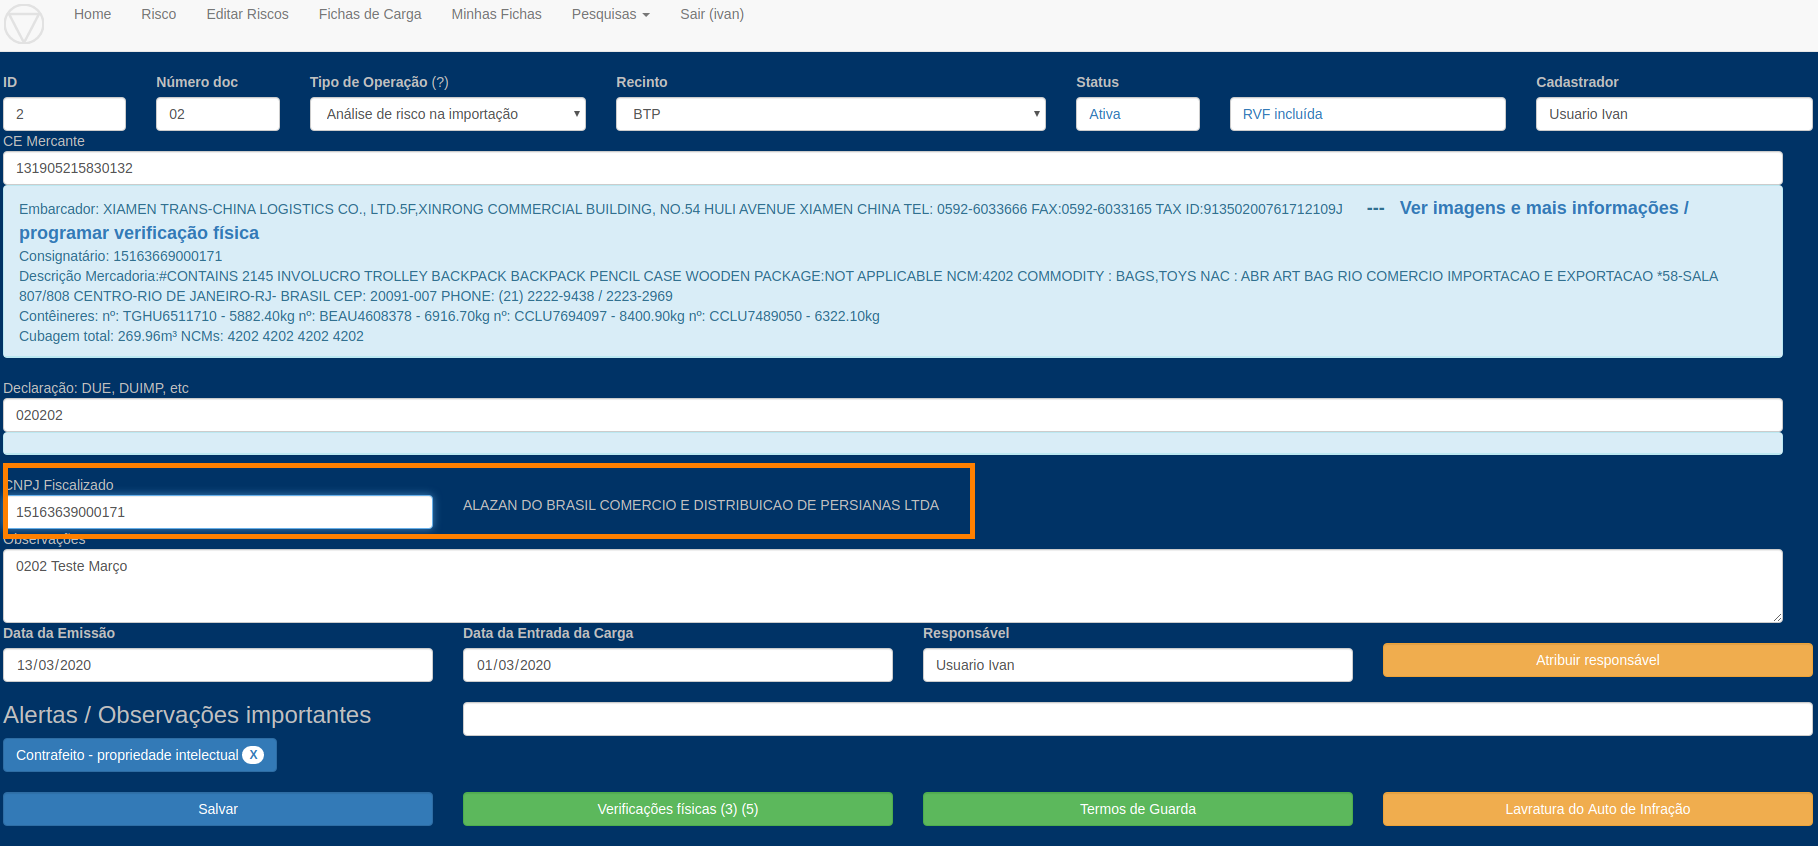 Home Risco Editar Riscos Fichas de Carga Minhas Fichas Pesquisas Sair (ivan)
ID Número doc Tipo de Operação (?) Recinto Status Cadastrador
2 02 Análise de risco na importação BTP Ativa RVF incluída Usuario Ivan
CE Mercante
131905215830132
Embarcador: XIAMEN TRANS-CHINA LOGISTICS CO., LTD.5F,XINRONG COMMERCIAL BUILDING, NO.54 HULI AVENUE XIAMEN CHINA TEL: 0592-6033666 FAX:0592-6033165 TAX ID:91350200761712109J --- Ver imagens e mais informações /
programar verificação física
Consignatário: 15163669000171
Descrição Mercadoria:#CONTAINS 2145 INVOLUCRO TROLLEY BACKPACK BACKPACK PENCIL CASE WOODEN PACKAGE:NOT APPLICABLE NCM:4202 COMMODITY : BAGS,TOYS NAC : ABR ART BAG RIO COMERCIO IMPORTACAO E EXPORTACAO *58-SALA
807/808 CENTRO-RIO DE JANEIRO-RJ- BRASIL CEP: 20091-007 PHONE: (21) 2222-9438 / 2223-2969
Contêineres: nº: TGHU6511710 - 5882.40kg nº: BEAU4608378 - 6916.70kg nº: CCLU7694097 - 8400.90kg nº: CCLU7489050 - 6322.10kg
Cubagem total: 269.96m³ NCMs: 4202 4202 4202 4202
Declaração: DUE, DUIMP, etc
020202
CNPJ Fiscalizado
15163639000171 ALAZAN DO BRASIL COMERCIO E DISTRIBUICAO DE PERSIANAS LTDA
Observações
0202 Teste Março
Data da Emissão Data da Entrada da Carga Responsável
13/03/2020 01/03/2020 Usuario Ivan Atribuir responsável
Alertas / Observações importantes
Contrafeito - propriedade intelectual X
Salvar Verificações físicas (3) (5) Termos de Guarda Lavratura do Auto de Infração